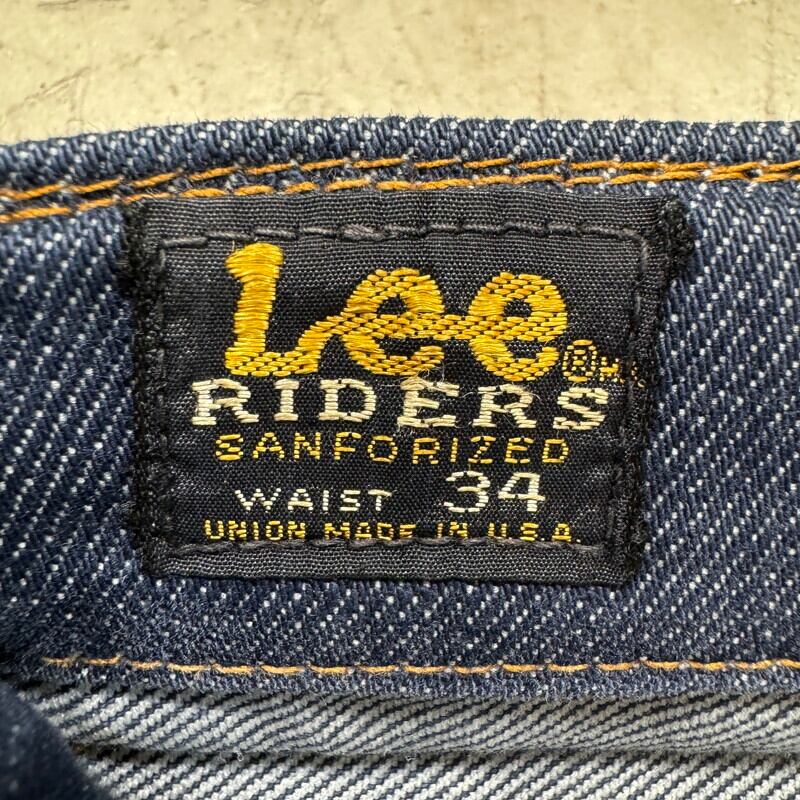 Lee ®
RIDERS
SANFORIZED
WAIST 34
UNION MADE IN U.S.A.